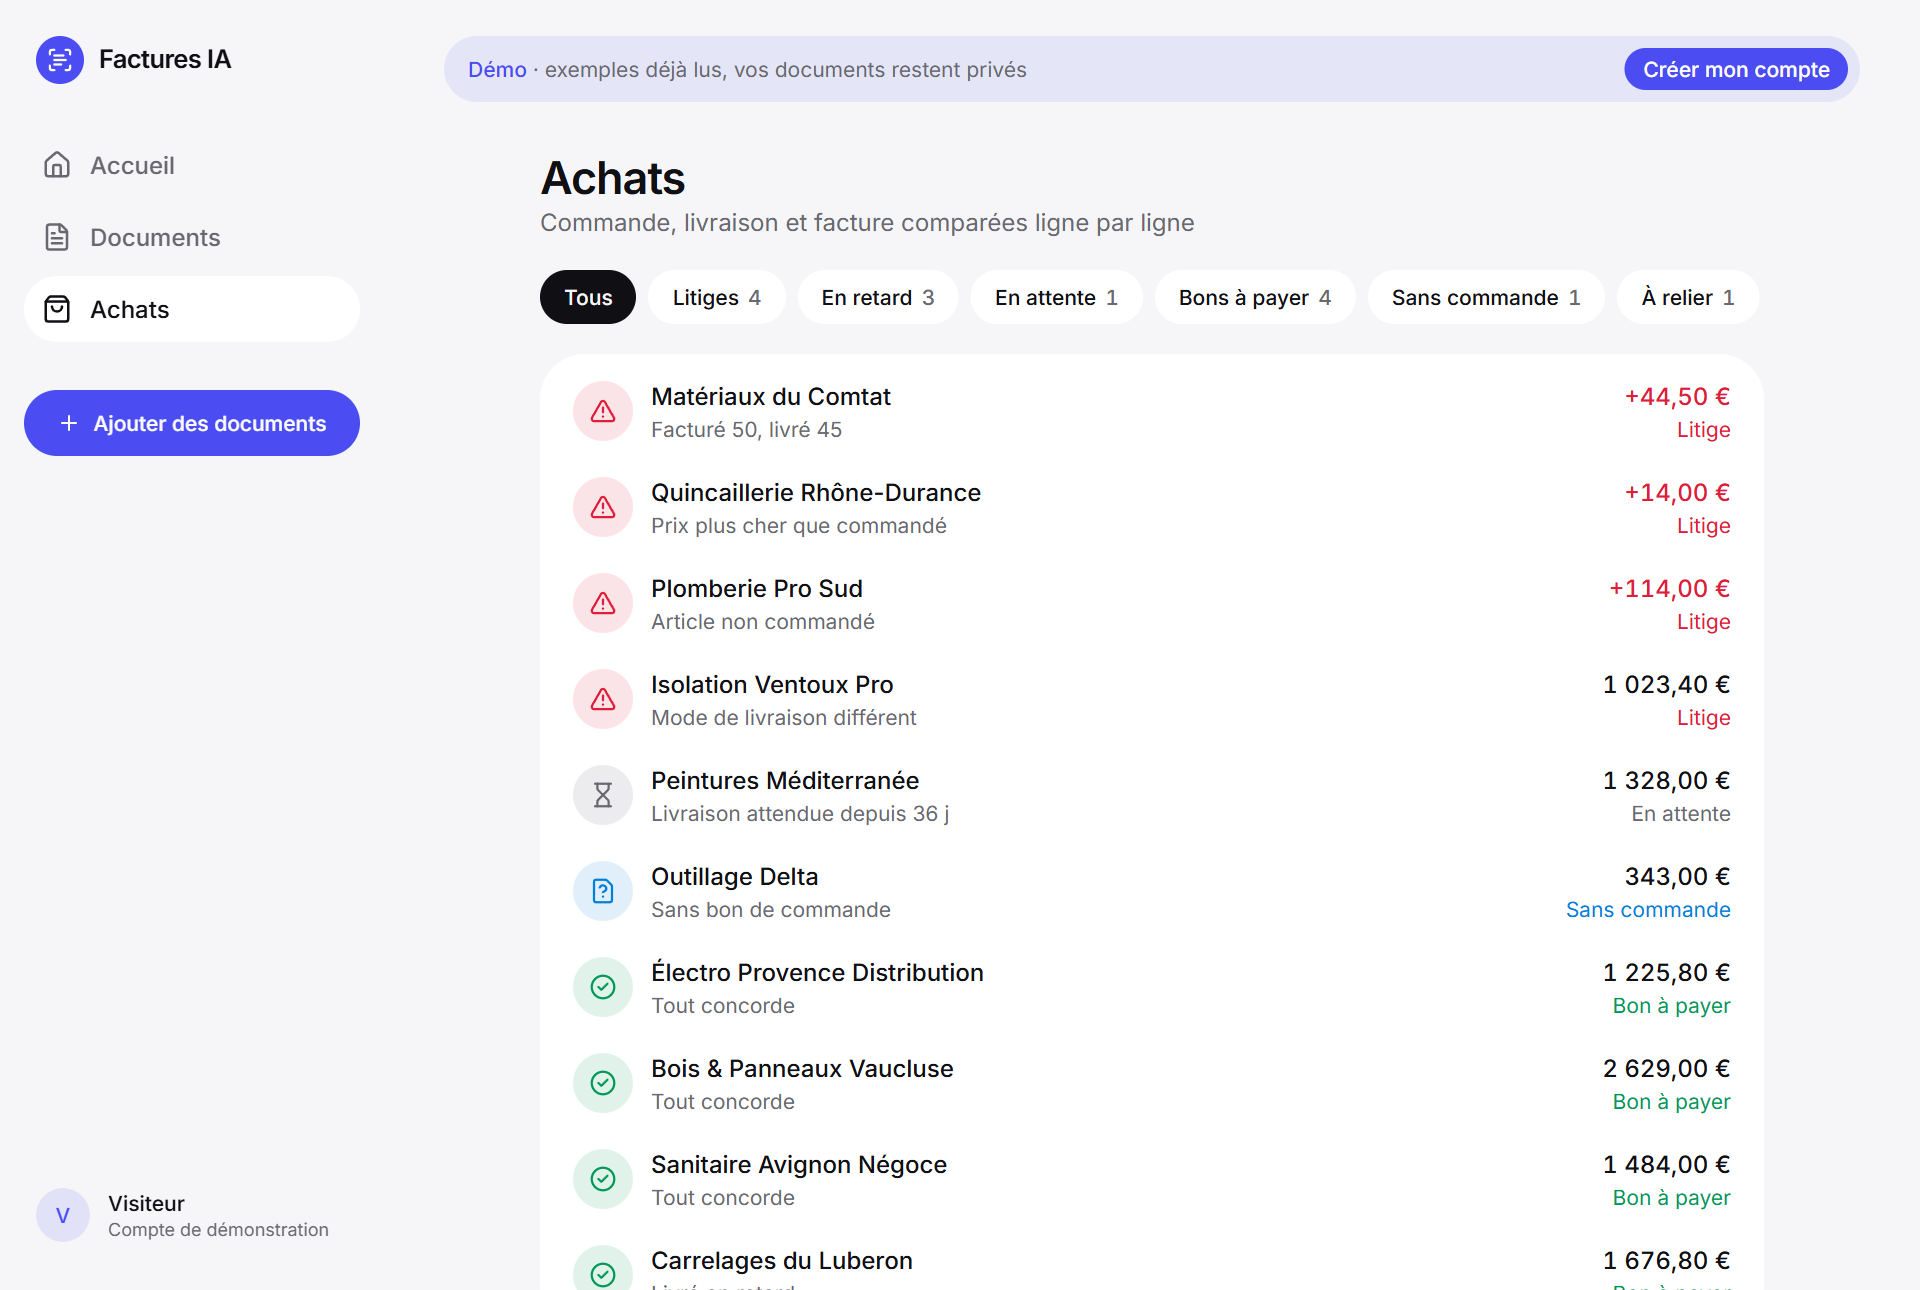 Factures IA
Démo · exemples déjà lus, vos documents restent privés
Créer mon compte
Accueil
Documents
Achats
Ajouter des documents
Visiteur
V
Compte de démonstration
Achats
Commande, livraison et facture comparées ligne par ligne
Tous
Litiges 4
En retard 3
En attente 1
Bons à payer 4
Sans commande 1
À relier 1
Matériaux du Comtat
+44,50 €
Facturé 50, livré 45
Litige
Quincaillerie Rhône-Durance
+14,00 €
Prix plus cher que commandé
Litige
Plomberie Pro Sud
+114,00 €
Article non commandé
Litige
Isolation Ventoux Pro
1 023,40 €
Mode de livraison différent
Litige
Peintures Méditerranée
1 328,00 €
Livraison attendue depuis 36 j
En attente
Outillage Delta
343,00 €
Sans bon de commande
Sans commande
Électro Provence Distribution
1 225,80 €
Tout concorde
Bon à payer
Bois & Panneaux Vaucluse
2 629,00 €
Tout concorde
Bon à payer
Sanitaire Avignon Négoce
1 484,00 €
Tout concorde
Bon à payer
Carrelages du Luberon
1 676,80 €